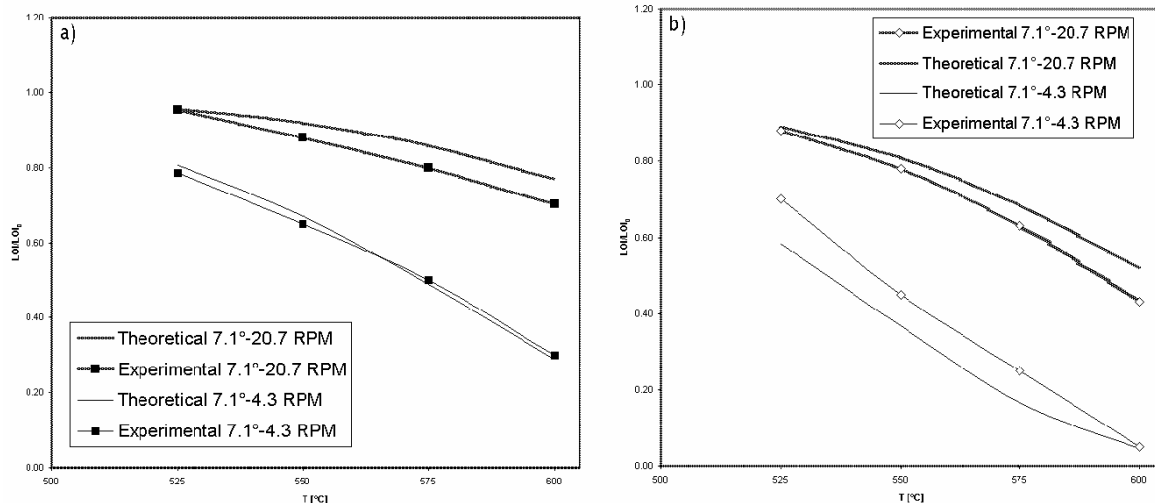 a)
1.20
1.00
0.80
0.60
0.40
0.20
0.00
LOI/LOI₀
Theoretical 7.1°-20.7 RPM
Experimental 7.1°-20.7 RPM
Theoretical 7.1°-4.3 RPM
Experimental 7.1°-4.3 RPM
500
525
550
575
600
T [°C]
b)
1.20
1.00
0.80
0.60
0.40
0.20
0.00
LOI/LOI₀
Experimental 7.1°-20.7 RPM
Theoretical 7.1°-20.7 RPM
Theoretical 7.1°-4.3 RPM
Experimental 7.1°-4.3 RPM
500
525
550
575
600
T [°C]